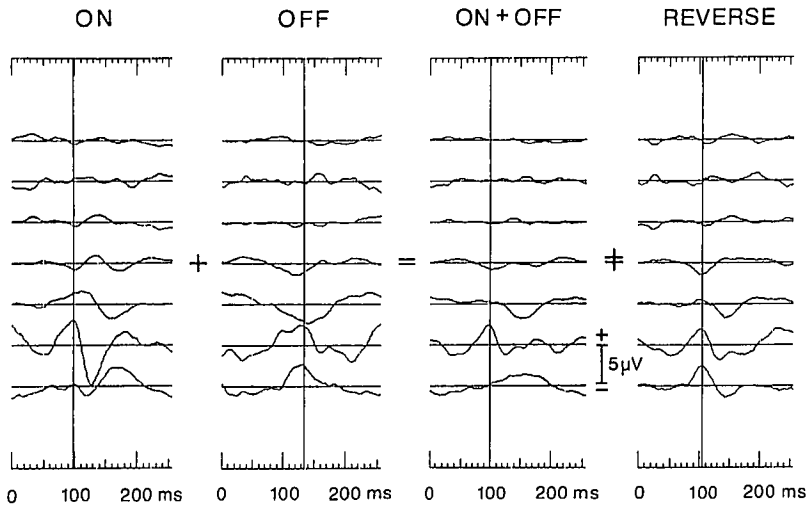 ON OFF ON + OFF REVERSE
+ = ≠
+
5μV
−
0 100 200 ms 0 100 200 ms 0 100 200 ms 0 100 200 ms